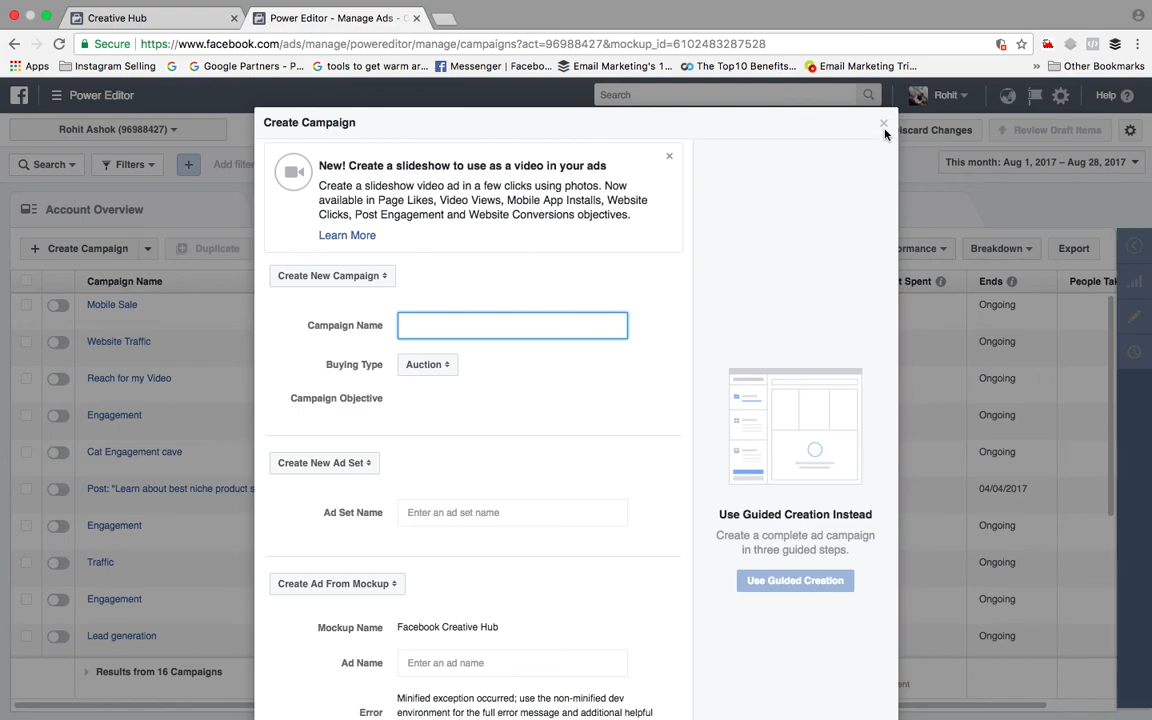 Creative Hub
Power Editor - Manage Ads - C
Secure
https://www.facebook.com/ads/manage/powereditor/manage/campaigns?act=96988427&mockup_id=6102483287528
Apps
Instagram Selling
Google Partners - P...
tools to get warm ar...
Messenger | Facebo...
Email Marketing's 1...
The Top10 Benefits...
Email Marketing Tri...
»
Other Bookmarks
Power Editor
Search
Rohit
Help
Rohit Ashok (96988427)
Create Campaign
iscard Changes
Review Draft Items
Search
Filters
+
Add filte
This month: Aug 1, 2017 – Aug 28, 2017
New! Create a slideshow to use as a video in your ads
Create a slideshow video ad in a few clicks using photos. Now
available in Page Likes, Video Views, Mobile App Installs, Website
Clicks, Post Engagement and Website Conversions objectives.
Learn More
Account Overview
+ Create Campaign
Duplicate
ormance
Breakdown
Export
Create New Campaign
Campaign Name
t Spent
Ends
People Tak
Mobile Sale
Ongoing
Campaign Name
Website Traffic
Ongoing
Buying Type
Auction
Reach for my Video
Ongoing
Campaign Objective
Engagement
Ongoing
Cat Engagement cave
Ongoing
Create New Ad Set
Post: "Learn about best niche product s
04/04/2017
Ad Set Name
Enter an ad set name
Use Guided Creation Instead
Engagement
Ongoing
Create a complete ad campaign
in three guided steps.
Traffic
Ongoing
Create Ad From Mockup
Use Guided Creation
Engagement
Ongoing
Mockup Name
Facebook Creative Hub
Lead generation
Ongoing
Ad Name
Enter an ad name
Results from 16 Campaigns
ent
Minified exception occurred; use the non-minified dev
Error
environment for the full error message and additional helpful